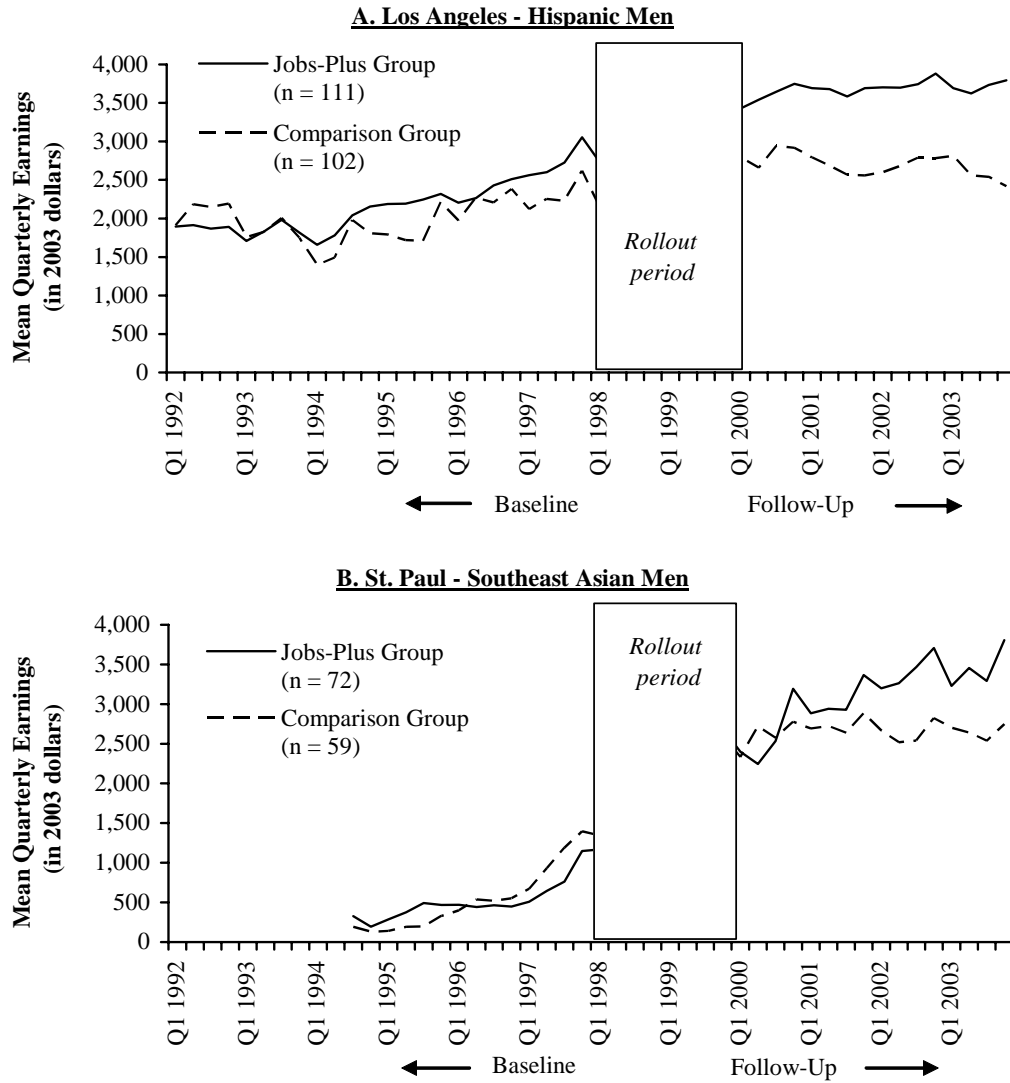 A. Los Angeles - Hispanic Men
Mean Quarterly Earnings
(in 2003 dollars)
4,000
3,500
3,000
2,500
2,000
1,500
1,000
500
0
Jobs-Plus Group
(n = 111)
Comparison Group
(n = 102)
Rollout
period
Q1 1992
Q1 1993
Q1 1994
Q1 1995
Q1 1996
Q1 1997
Q1 1998
Q1 1999
Q1 2000
Q1 2001
Q1 2002
Q1 2003
Baseline
Follow-Up
B. St. Paul - Southeast Asian Men
Mean Quarterly Earnings
(in 2003 dollars)
4,000
3,500
3,000
2,500
2,000
1,500
1,000
500
0
Jobs-Plus Group
(n = 72)
Comparison Group
(n = 59)
Rollout
period
Q1 1992
Q1 1993
Q1 1994
Q1 1995
Q1 1996
Q1 1997
Q1 1998
Q1 1999
Q1 2000
Q1 2001
Q1 2002
Q1 2003
Baseline
Follow-Up